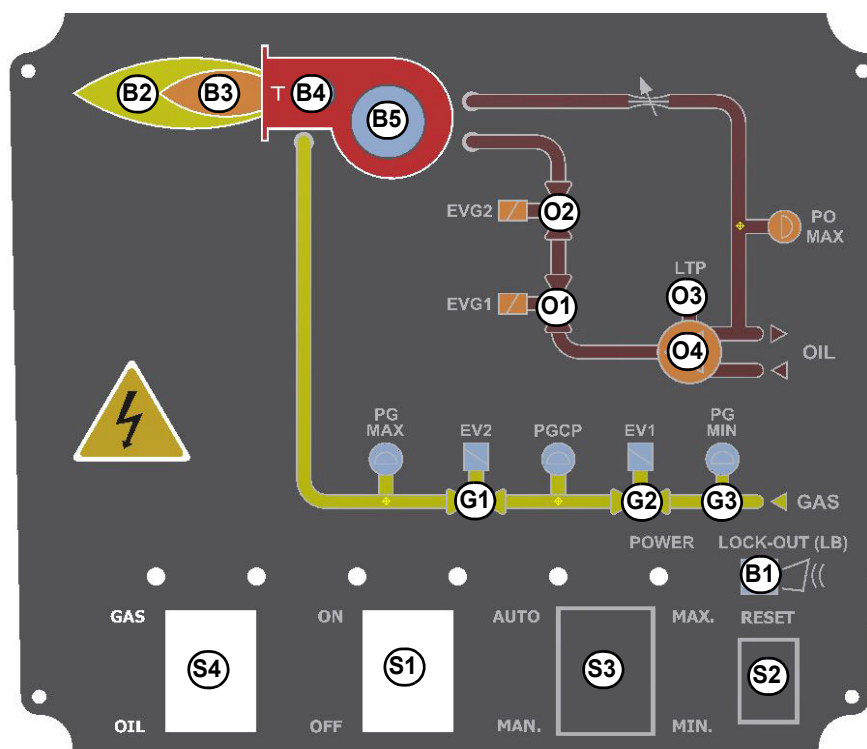 B2
B3
T
B4
B5
EVG2
O2
PO
MAX
LTP
O3
EVG1
O1
O4
OIL
PG
MAX
EV2
PGCP
EV1
PG
MIN
G1
G2
G3
GAS
POWER
LOCK-OUT (LB)
B1
GAS
ON
AUTO
MAX.
RESET
S4
S1
S3
S2
OIL
OFF
MAN.
MIN.